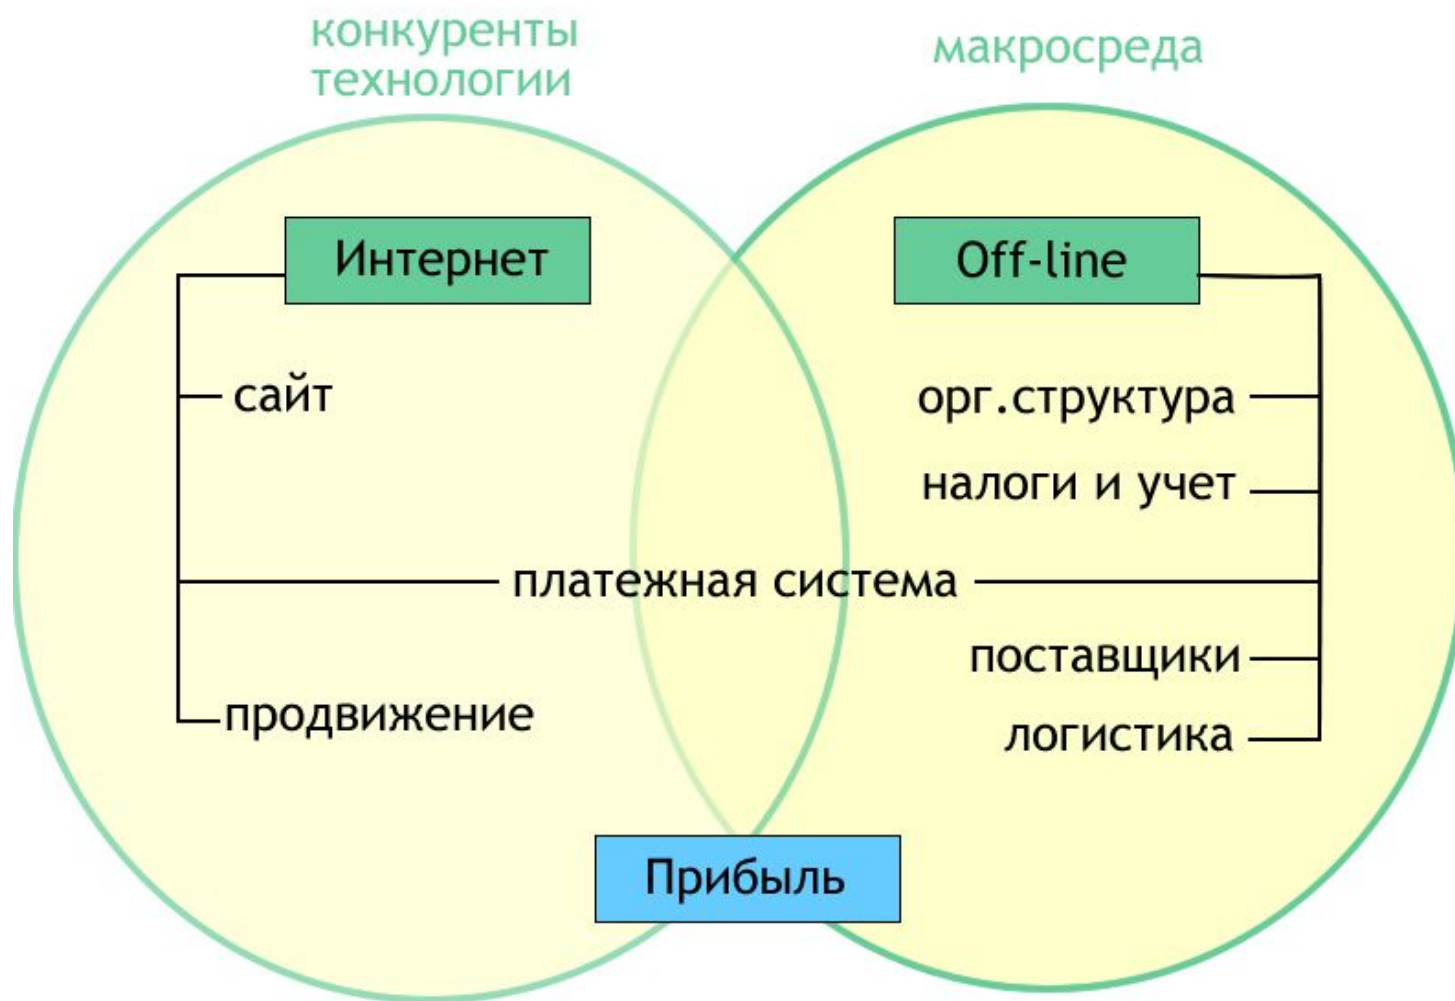 конкуренты
технологии
макросреда
Интернет
Off-line
сайт
орг.структура
налоги и учет
платежная система
поставщики
продвижение
логистика
Прибыль